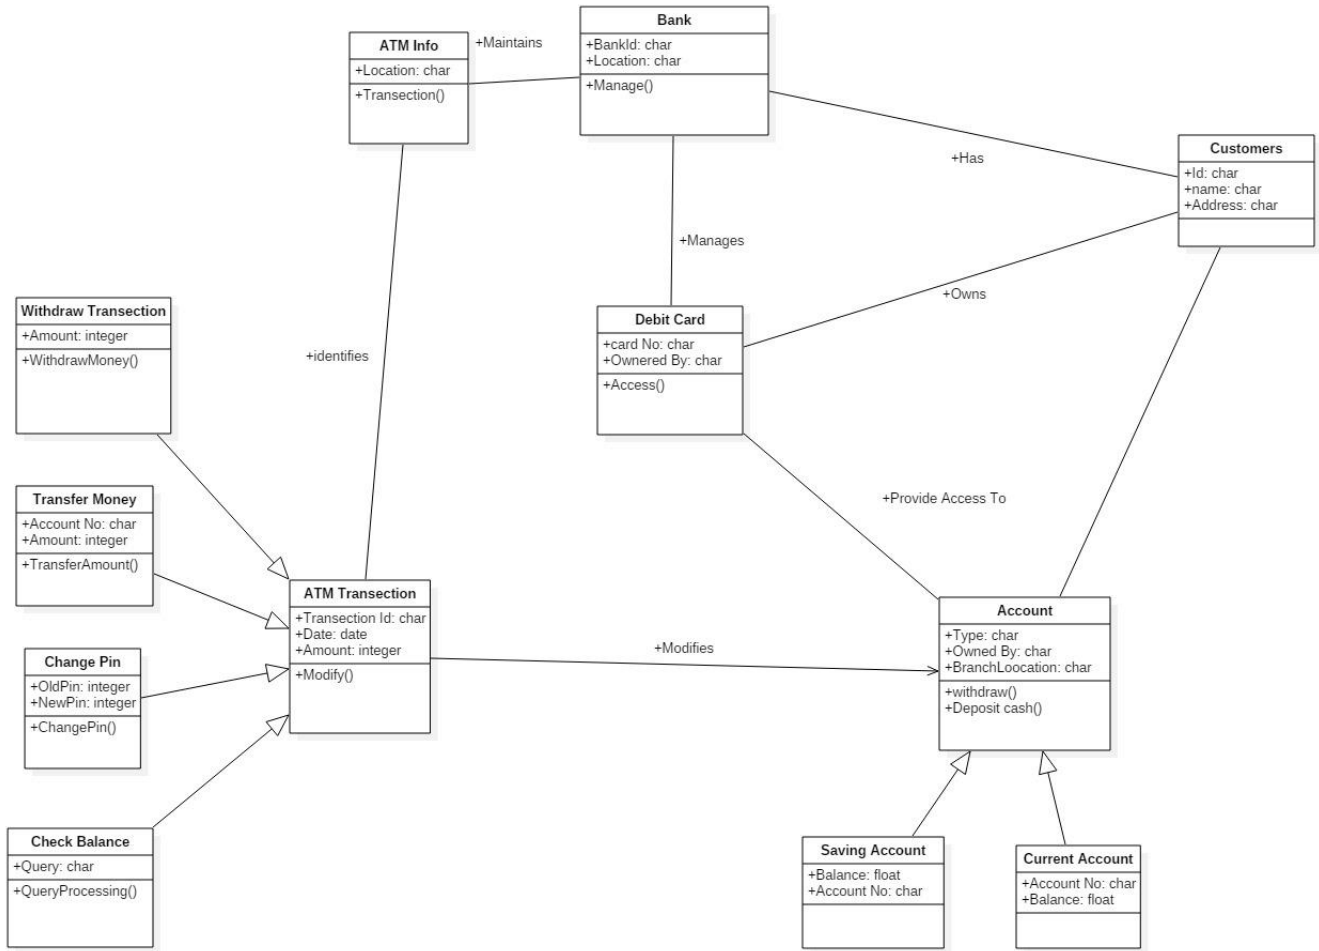 Bank
+BankId: char
+Location: char
+Manage()
ATM Info
+Location: char
+Transection()
+Maintains
+Has
Customers
+Id: char
+name: char
+Address: char
+Manages
+Owns
Debit Card
+card No: char
+Ownered By: char
+Access()
Withdraw Transection
+Amount: integer
+WithdrawMoney()
+identifies
Transfer Money
+Account No: char
+Amount: integer
+TransferAmount()
+Provide Access To
ATM Transection
+Transection Id: char
+Date: date
+Amount: integer
+Modify()
+Modifies
Account
+Type: char
+Owned By: char
+BranchLoocation: char
+withdraw()
+Deposit cash()
Change Pin
+OldPin: integer
+NewPin: integer
+ChangePin()
Check Balance
+Query: char
+QueryProcessing()
Saving Account
+Balance: float
+Account No: char
Current Account
+Account No: char
+Balance: float